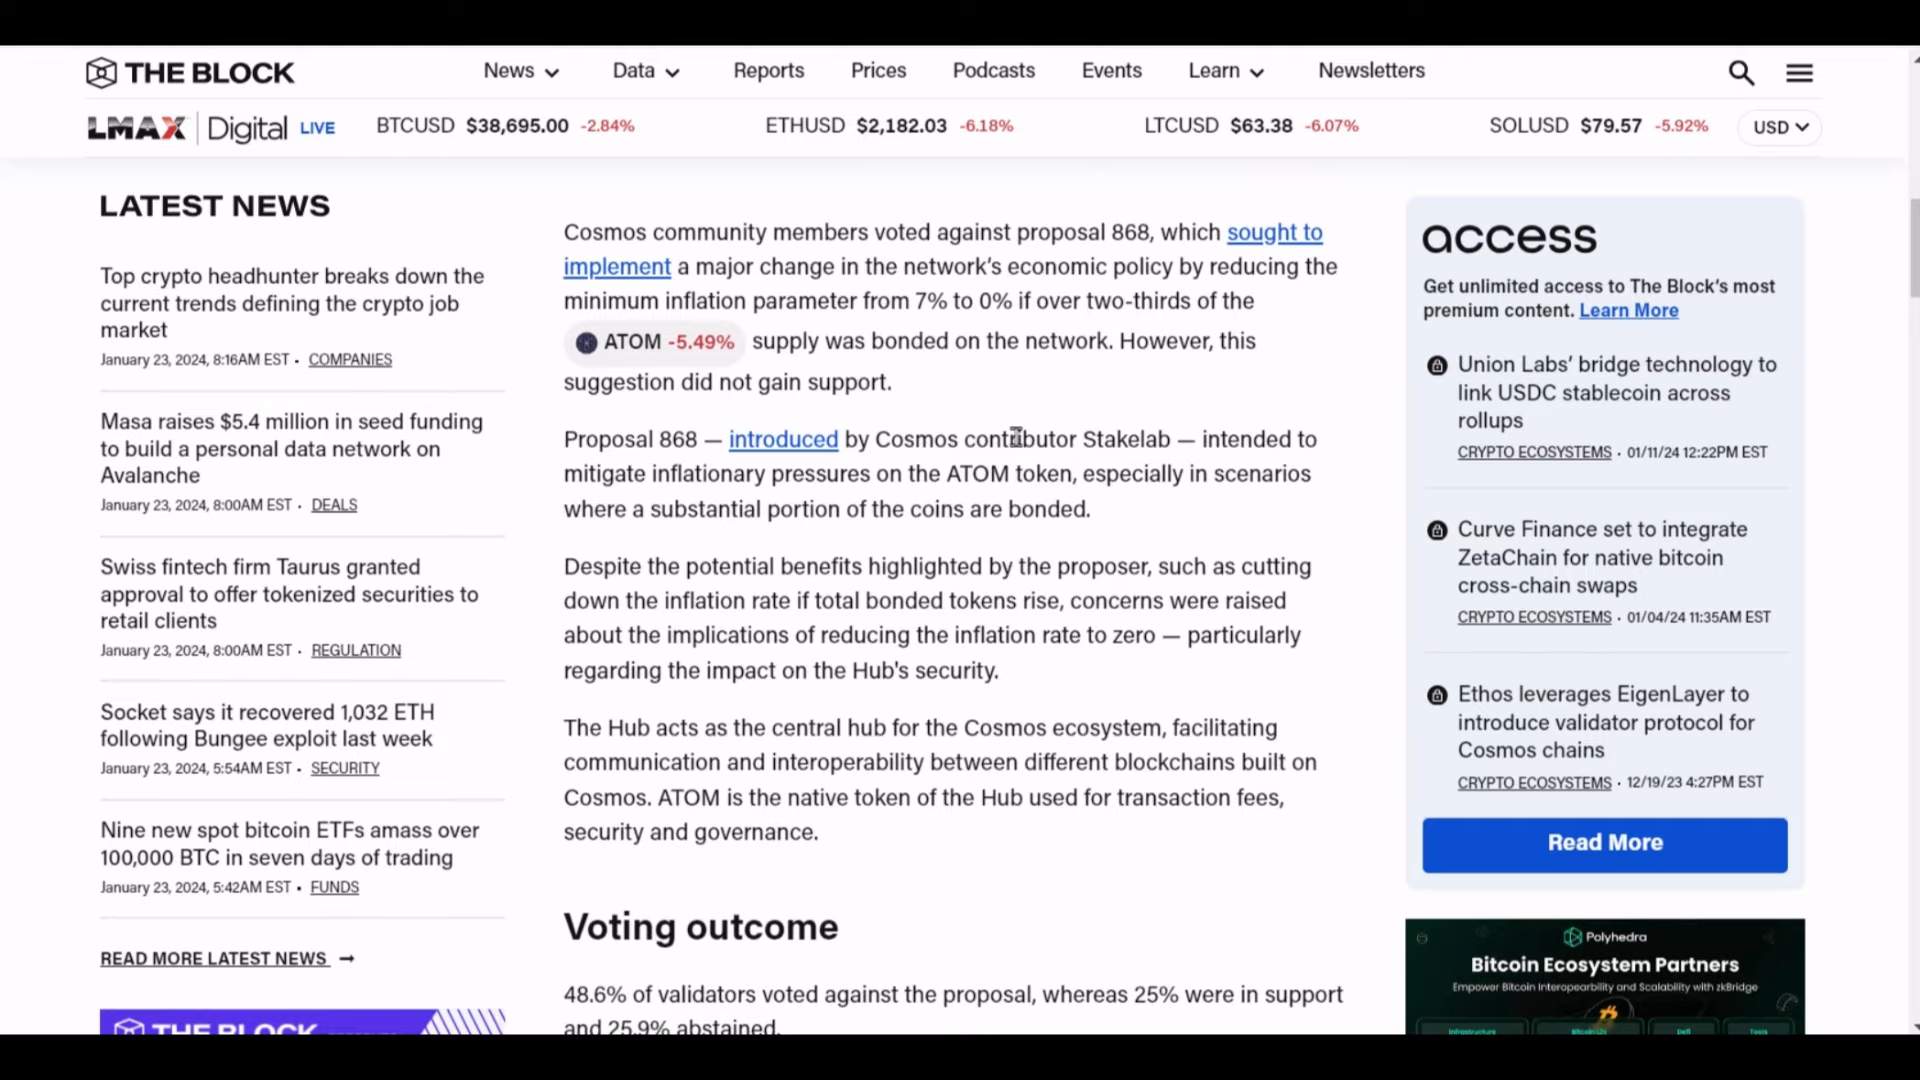 THE BLOCK
News
Data
Reports
Prices
Podcasts
Events
Learn
Newsletters
LMAX Digital LIVE
BTCUSD $38,695.00 -2.84%
ETHUSD $2,182.03 -6.18%
LTCUSD $63.38 -6.07%
SOLUSD $79.57 -5.92%
USD
LATEST NEWS
Top crypto headhunter breaks down the
current trends defining the crypto job
market
January 23, 2024, 8:16AM EST • COMPANIES
Masa raises $5.4 million in seed funding
to build a personal data network on
Avalanche
January 23, 2024, 8:00AM EST • DEALS
Swiss fintech firm Taurus granted
approval to offer tokenized securities to
retail clients
January 23, 2024, 8:00AM EST • REGULATION
Socket says it recovered 1,032 ETH
following Bungee exploit last week
January 23, 2024, 5:54AM EST • SECURITY
Nine new spot bitcoin ETFs amass over
100,000 BTC in seven days of trading
January 23, 2024, 5:42AM EST • FUNDS
READ MORE LATEST NEWS →
THE BLOCK
Cosmos community members voted against proposal 868, which sought to
implement a major change in the network's economic policy by reducing the
minimum inflation parameter from 7% to 0% if over two-thirds of the
ATOM -5.49% supply was bonded on the network. However, this
suggestion did not gain support.
Proposal 868 — introduced by Cosmos contributor Stakelab — intended to
mitigate inflationary pressures on the ATOM token, especially in scenarios
where a substantial portion of the coins are bonded.
Despite the potential benefits highlighted by the proposer, such as cutting
down the inflation rate if total bonded tokens rise, concerns were raised
about the implications of reducing the inflation rate to zero — particularly
regarding the impact on the Hub's security.
The Hub acts as the central hub for the Cosmos ecosystem, facilitating
communication and interoperability between different blockchains built on
Cosmos. ATOM is the native token of the Hub used for transaction fees,
security and governance.
Voting outcome
48.6% of validators voted against the proposal, whereas 25% were in support
and 25.9% abstained.
access
Get unlimited access to The Block's most
premium content. Learn More
Union Labs' bridge technology to
link USDC stablecoin across
rollups
CRYPTO ECOSYSTEMS • 01/11/24 12:22PM EST
Curve Finance set to integrate
ZetaChain for native bitcoin
cross-chain swaps
CRYPTO ECOSYSTEMS • 01/04/24 11:35AM EST
Ethos leverages EigenLayer to
introduce validator protocol for
Cosmos chains
CRYPTO ECOSYSTEMS • 12/19/23 4:27PM EST
Read More
Polyhedra
Bitcoin Ecosystem Partners
Empower Bitcoin Interopearbility and Scalability with zkBridge
Infrastructure
Bitcoin L2s
Defi
Tools